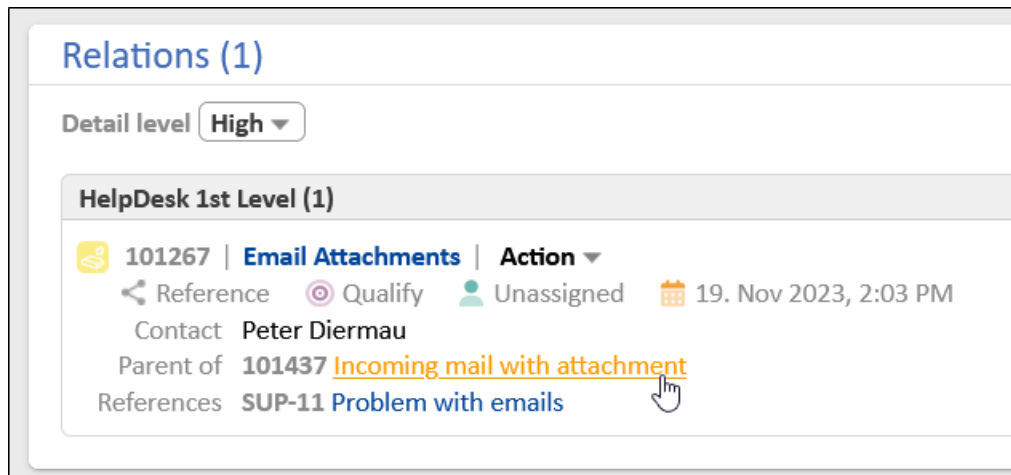 Relations (1)
Detail level High
HelpDesk 1st Level (1)
101267 | Email Attachments | Action
Reference Qualify Unassigned 19. Nov 2023, 2:03 PM
Contact Peter Diermau
Parent of 101437 Incoming mail with attachment
References SUP-11 Problem with emails